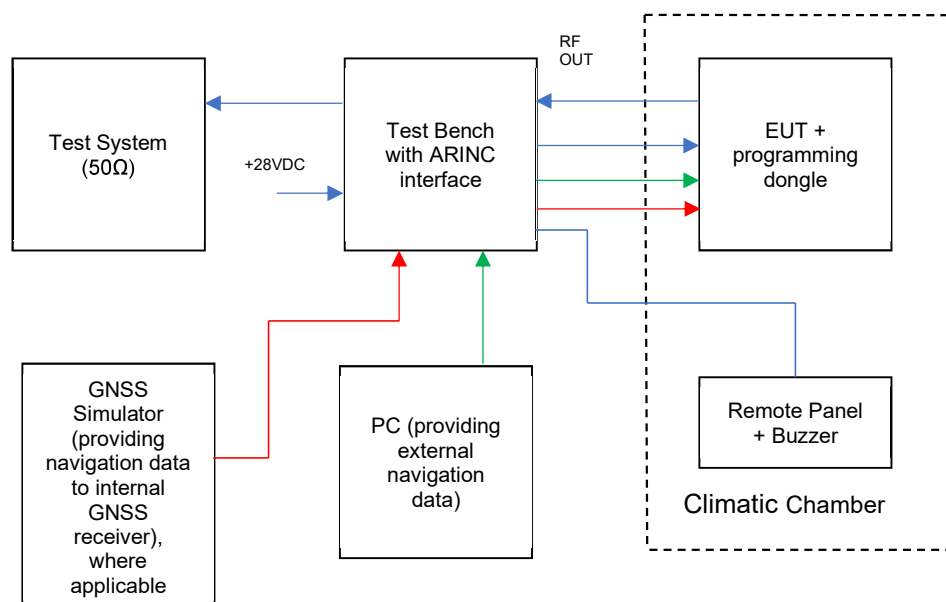 RF
OUT
Test System
(50Ω)
+28VDC
Test Bench
with ARINC
interface
EUT +
programming
dongle
GNSS
Simulator
(providing
navigation data
to internal
GNSS
receiver),
where
applicable
PC (providing
external
navigation
data)
Remote Panel
+ Buzzer
Climatic Chamber